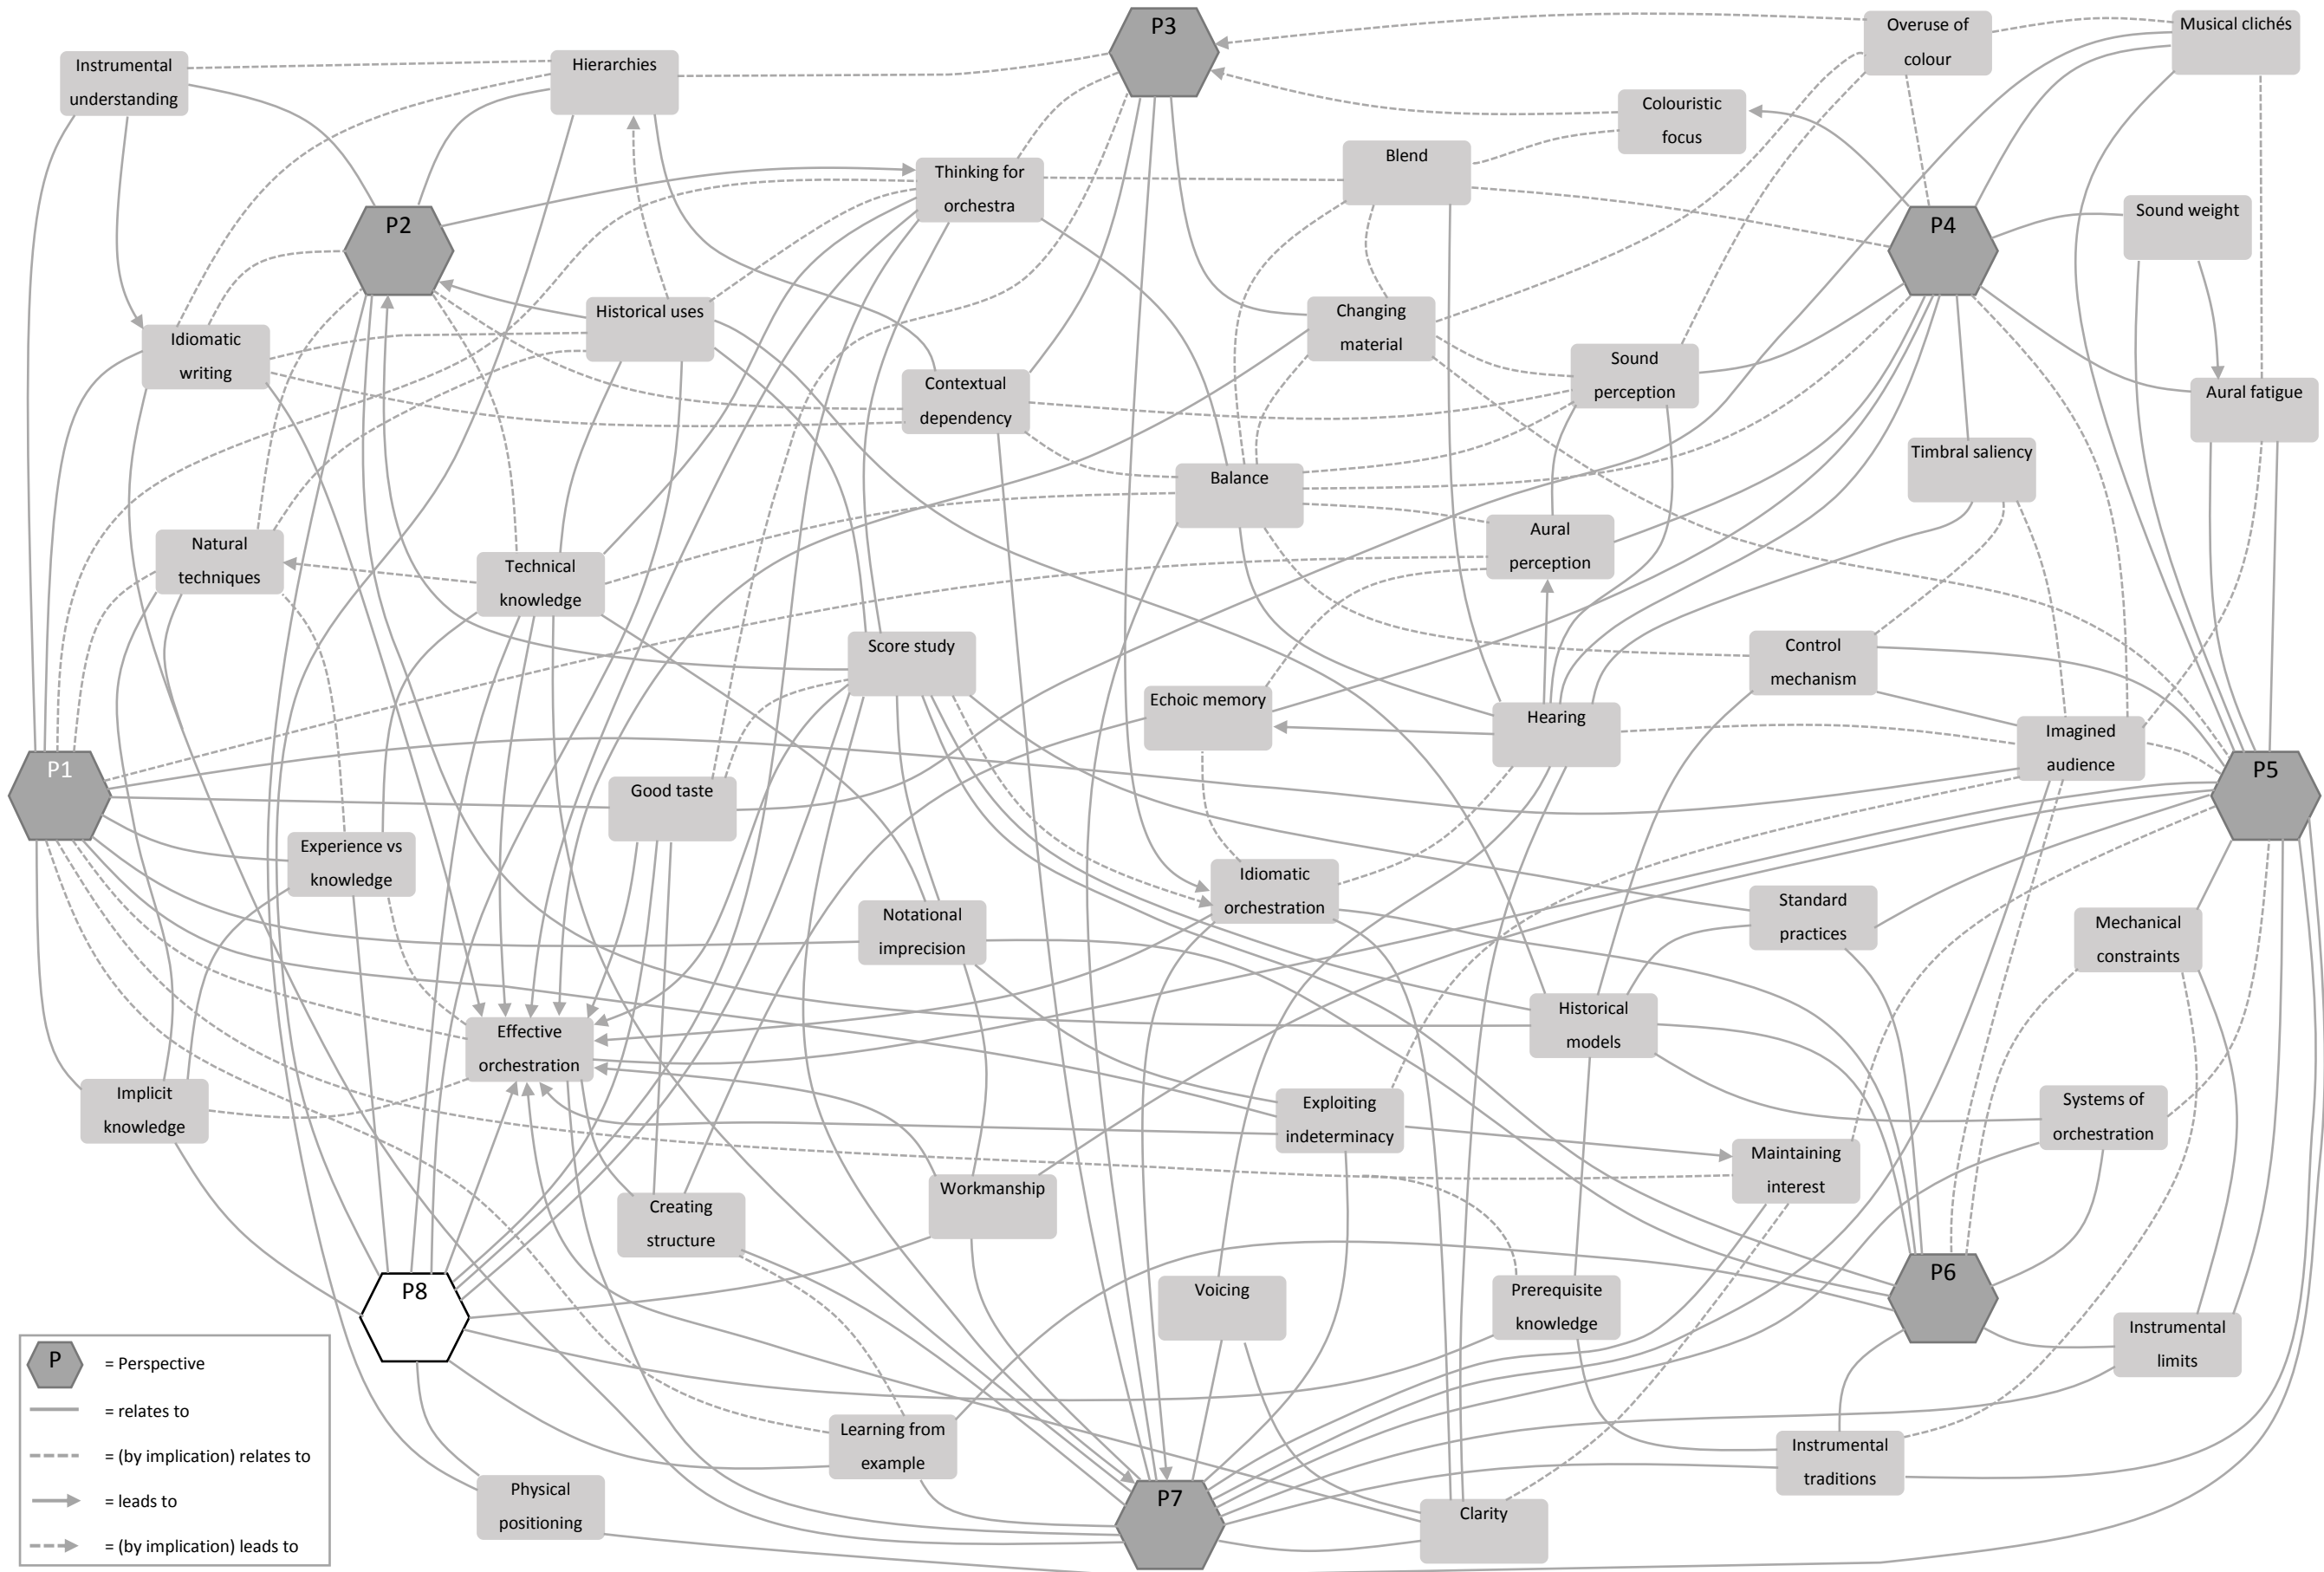 P3
Overuse of
colour
Musical clichés
Instrumental
understanding
Hierarchies
Colouristic
focus
Blend
Thinking for
orchestra
Sound weight
P2
P4
Historical uses
Changing
material
Idiomatic
writing
Sound
perception
Contextual
dependency
Aural fatigue
Timbral saliency
Balance
Natural
techniques
Aural
perception
Technical
knowledge
Score study
Control
mechanism
Echoic memory
Hearing
Imagined
audience
P1
P5
Good taste
Experience vs
knowledge
Idiomatic
orchestration
Standard
practices
Notational
imprecision
Mechanical
constraints
Historical
models
Effective
orchestration
Implicit
knowledge
Exploiting
indeterminacy
Systems of
orchestration
Maintaining
interest
Workmanship
Creating
structure
P8
Voicing
Prerequisite
knowledge
P6
Instrumental
limits
P = Perspective
= relates to
= (by implication) relates to
= leads to
= (by implication) leads to
Learning from
example
Instrumental
traditions
Physical
positioning
P7
Clarity